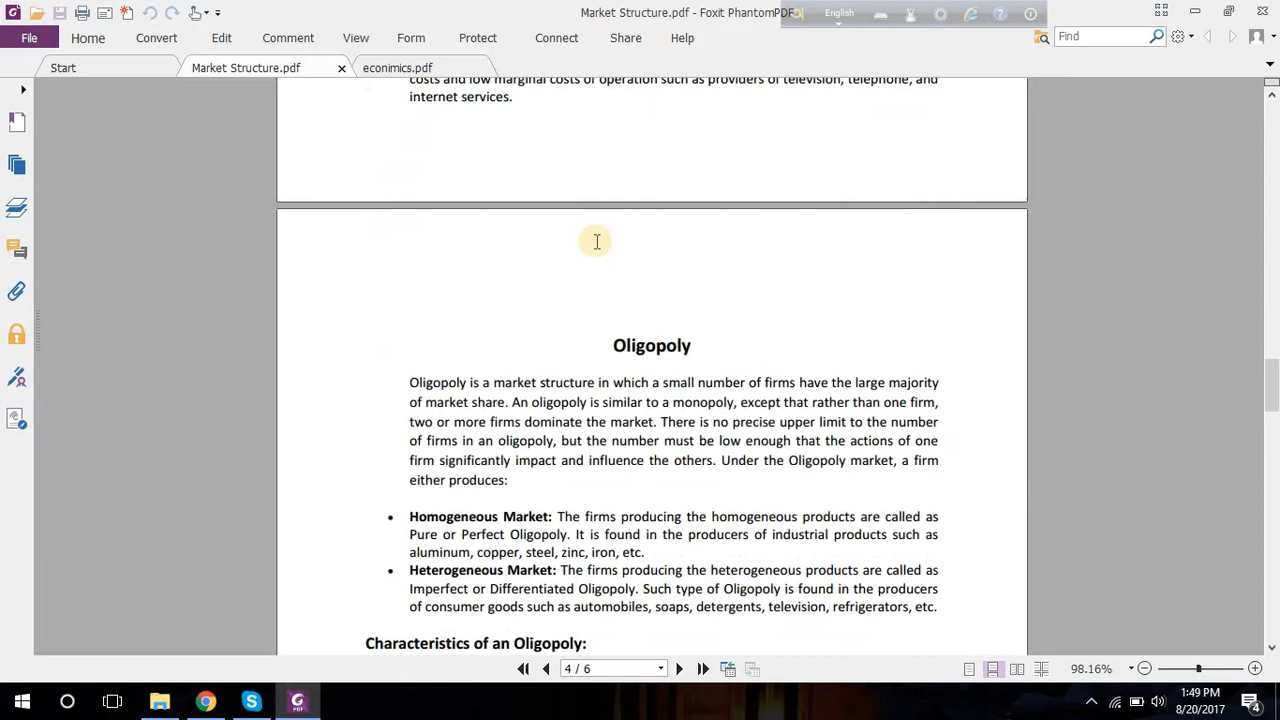 Market Structure.pdf - Foxit PhantomPDF
English
File Home Convert Edit Comment View Form Protect Connect Share Help
Find
Start Market Structure.pdf econimics.pdf
costs and low marginal costs of operation such as providers of television, telephone, and
internet services.
Oligopoly
Oligopoly is a market structure in which a small number of firms have the large majority
of market share. An oligopoly is similar to a monopoly, except that rather than one firm,
two or more firms dominate the market. There is no precise upper limit to the number
of firms in an oligopoly, but the number must be low enough that the actions of one
firm significantly impact and influence the others. Under the Oligopoly market, a firm
either produces:
• Homogeneous Market: The firms producing the homogeneous products are called as
Pure or Perfect Oligopoly. It is found in the producers of industrial products such as
aluminum, copper, steel, zinc, iron, etc.
• Heterogeneous Market: The firms producing the heterogeneous products are called as
Imperfect or Differentiated Oligopoly. Such type of Oligopoly is found in the producers
of consumer goods such as automobiles, soaps, detergents, television, refrigerators, etc.
Characteristics of an Oligopoly:
4 / 6
98.16%
1:49 PM
8/20/2017
4